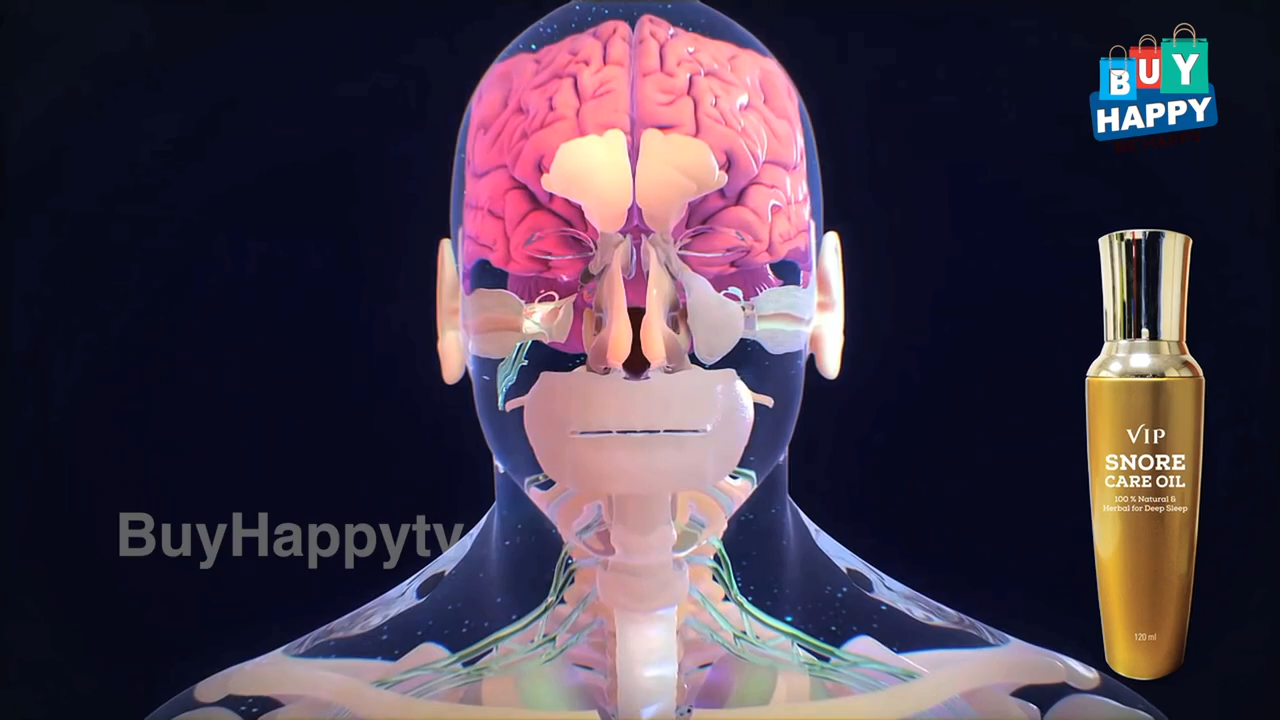 BUY
HAPPY
VIP
SNORE
CARE OIL
100 % Natural &
Herbal for Deep Sleep
120 ml
BuyHappytv